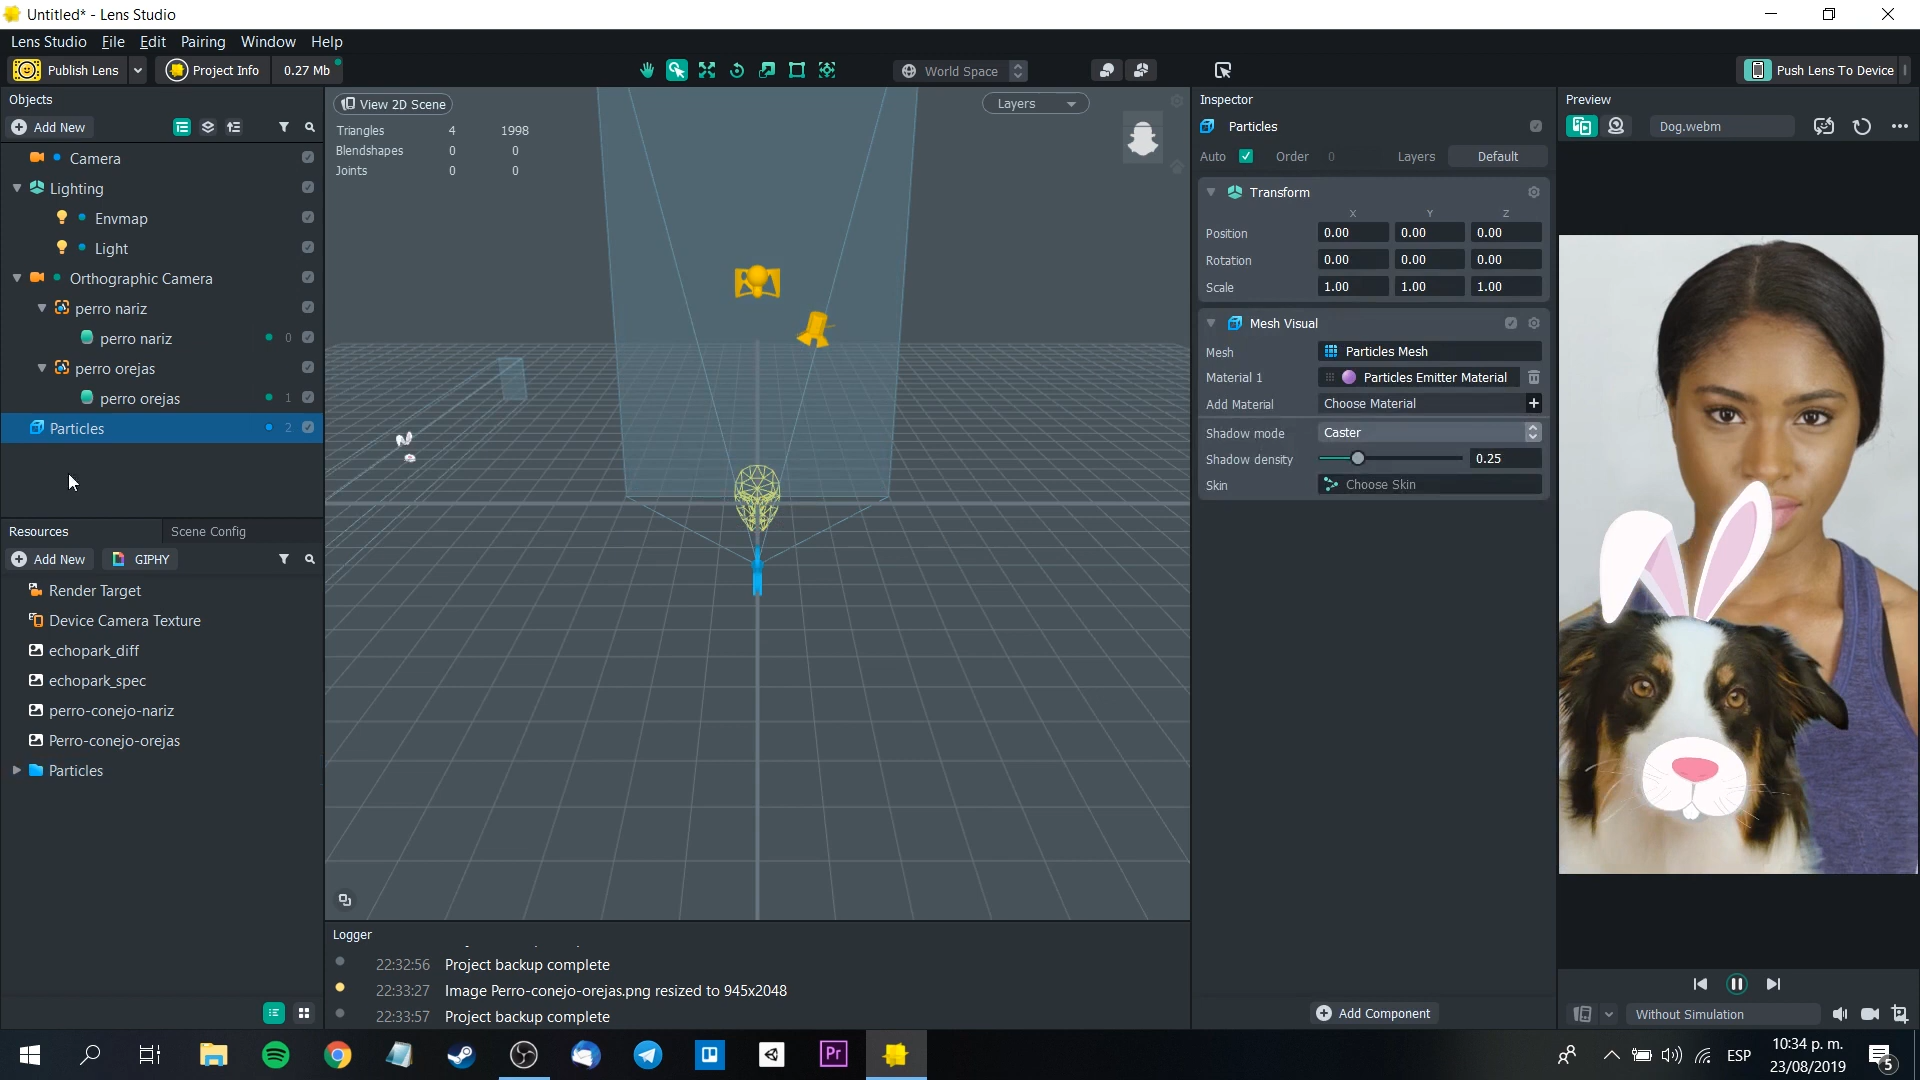 Untitled* - Lens Studio
Lens Studio File Edit Pairing Window Help
Publish Lens Project Info 0.27 Mb World Space Push Lens To Device
Objects
Add New
Camera
Lighting
Envmap
Light
Orthographic Camera
perro nariz
perro nariz 0
perro orejas
perro orejas 1
Particles 2
Resources Scene Config
Add New GIPHY
Render Target
Device Camera Texture
echopark_diff
echopark_spec
perro-conejo-nariz
Perro-conejo-orejas
Particles
View 2D Scene Layers
Triangles 4 1998
Blendshapes 0 0
Joints 0 0
Logger
22:32:56 Project backup complete
22:33:27 Image Perro-conejo-orejas.png resized to 945x2048
22:33:57 Project backup complete
Inspector
Particles
Auto Order 0 Layers Default
Transform
X Y Z
Position 0.00 0.00 0.00
Rotation 0.00 0.00 0.00
Scale 1.00 1.00 1.00
Mesh Visual
Mesh Particles Mesh
Material 1 Particles Emitter Material
Add Material Choose Material
Shadow mode Caster
Shadow density 0.25
Skin Choose Skin
Add Component
Preview
Dog.webm
Without Simulation
Pr
ESP
10:34 p. m.
23/08/2019
5